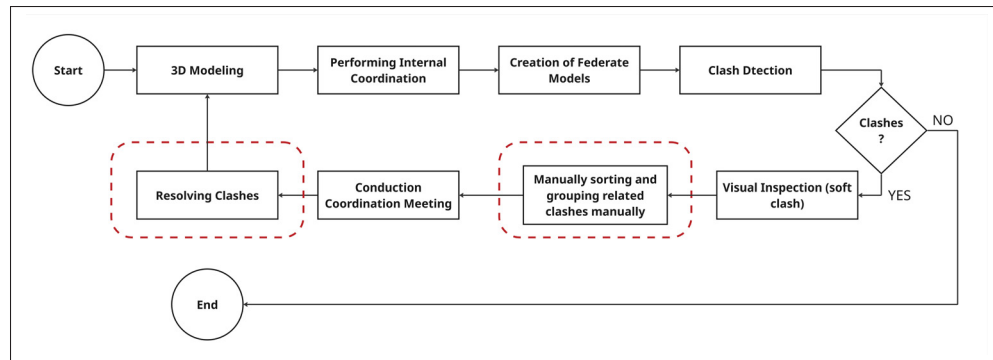 Start
3D Modeling
Performing Internal
Coordination
Creation of Federate
Models
Clash Dtection
Clashes
?
NO
YES
Visual Inspection (soft
clash)
Manually sorting and
grouping related
clashes manually
Conduction
Coordination Meeting
Resolving Clashes
End